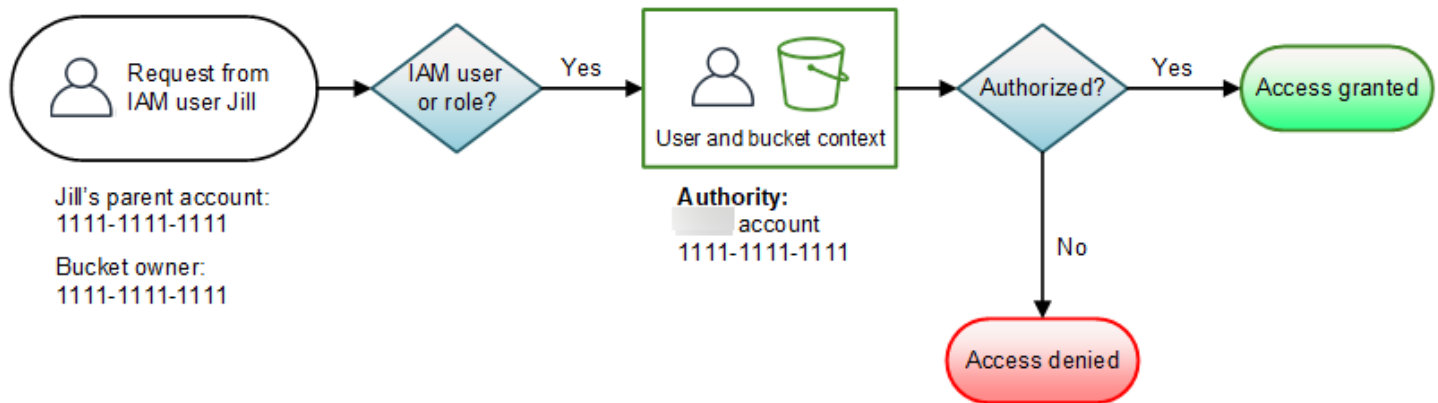 Request from
IAM user Jill
IAM user
or role?
Yes
User and bucket context
Authorized?
Yes
Access granted
Jill's parent account:
1111-1111-1111
Bucket owner:
1111-1111-1111
Authority:
account
1111-1111-1111
No
Access denied